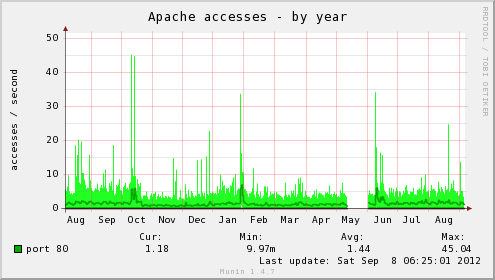 Apache accesses - by year
RRDTOOL / TOBI OETIKER
accesses / second
50
40
30
20
10
0
Aug Sep Oct Nov Dec Jan Feb Mar Apr May Jun Jul Aug
Cur: Min: Avg: Max:
port 80 1.18 9.97m 1.44 45.04
Last update: Sat Sep 8 06:25:01 2012
Munin 1.4.7